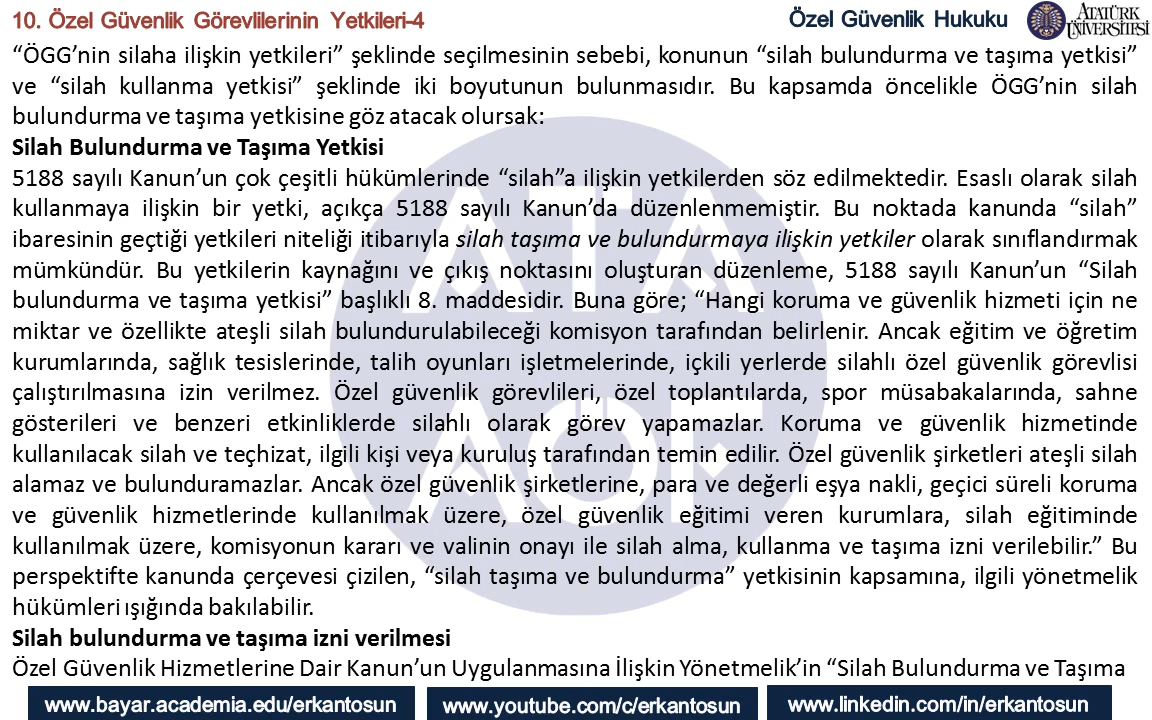 10. Özel Güvenlik Görevlilerinin Yetkileri-4
Özel Güvenlik Hukuku
ATATÜRK
ÜNİVERSİTESİ
“ÖGG’nin silaha ilişkin yetkileri” şeklinde seçilmesinin sebebi, konunun “silah bulundurma ve taşıma yetkisi”
ve “silah kullanma yetkisi” şeklinde iki boyutunun bulunmasıdır. Bu kapsamda öncelikle ÖGG’nin silah
bulundurma ve taşıma yetkisine göz atacak olursak:
Silah Bulundurma ve Taşıma Yetkisi
5188 sayılı Kanun’un çok çeşitli hükümlerinde “silah”a ilişkin yetkilerden söz edilmektedir. Esaslı olarak silah
kullanmaya ilişkin bir yetki, açıkça 5188 sayılı Kanun’da düzenlenmemiştir. Bu noktada kanunda “silah”
ibaresinin geçtiği yetkileri niteliği itibarıyla silah taşıma ve bulundurmaya ilişkin yetkiler olarak sınıflandırmak
mümkündür. Bu yetkilerin kaynağını ve çıkış noktasını oluşturan düzenleme, 5188 sayılı Kanun’un “Silah
bulundurma ve taşıma yetkisi” başlıklı 8. maddesidir. Buna göre; “Hangi koruma ve güvenlik hizmeti için ne
miktar ve özellikte ateşli silah bulundurulabileceği komisyon tarafından belirlenir. Ancak eğitim ve öğretim
kurumlarında, sağlık tesislerinde, talih oyunları işletmelerinde, içkili yerlerde silahlı özel güvenlik görevlisi
çalıştırılmasına izin verilmez. Özel güvenlik görevlileri, özel toplantılarda, spor müsabakalarında, sahne
gösterileri ve benzeri etkinliklerde silahlı olarak görev yapamazlar. Koruma ve güvenlik hizmetinde
kullanılacak silah ve teçhizat, ilgili kişi veya kuruluş tarafından temin edilir. Özel güvenlik şirketleri ateşli silah
alamaz ve bulunduramazlar. Ancak özel güvenlik şirketlerine, para ve değerli eşya nakli, geçici süreli koruma
ve güvenlik hizmetlerinde kullanılmak üzere, özel güvenlik eğitimi veren kurumlara, silah eğitiminde
kullanılmak üzere, komisyonun kararı ve valinin onayı ile silah alma, kullanma ve taşıma izni verilebilir.” Bu
perspektifte kanunda çerçevesi çizilen, “silah taşıma ve bulundurma” yetkisinin kapsamına, ilgili yönetmelik
hükümleri ışığında bakılabilir.
Silah bulundurma ve taşıma izni verilmesi
Özel Güvenlik Hizmetlerine Dair Kanun’un Uygulanmasına İlişkin Yönetmelik’in “Silah Bulundurma ve Taşıma
ATA
AÖF
www.bayar.academia.edu/erkantosun
www.youtube.com/c/erkantosun
www.linkedin.com/in/erkantosun